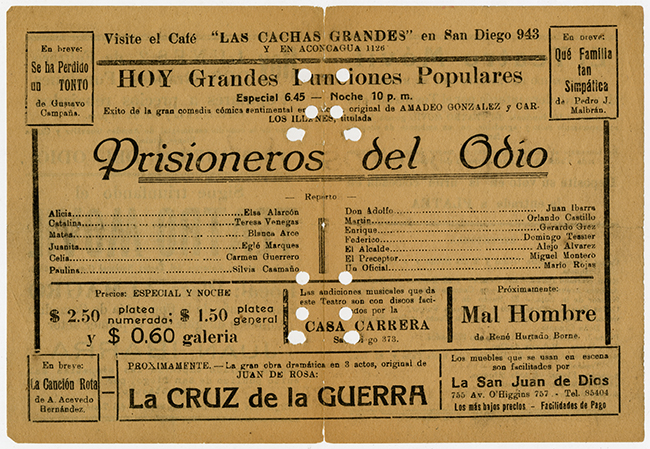 Visite el Café "LAS CACHAS GRANDES" en San Diego 943
Y EN ACONCAGUA 1126
En breve:
Se ha Perdido
un TONTO
de Gustavo
Campaña.
En breve:
Qué Familia
tan
Simpática
de Pedro J.
Malbrán.
HOY Grandes Funciones Populares
Especial 6.45 — Noche 10 p. m.
Exito de la gran comedia cómica sentimental en original de AMADEO GONZALEZ y CAR-
LOS ILLANES, titulada
Prisioneros del Odio
— Reparto —
Alicia Elsa Alarcón
Catalina Teresa Venegas
Matea Blanca Arce
Juanita Eglé Marques
Celia Carmen Guerrero
Paulina Silvia Caamaño
Don Adolfo Juan Ibarra
Martín Orlando Castillo
Enrique Gerardo Grez
Federico Domingo Tessier
El Alcalde Alejo Alvarez
El Preceptor Miguel Montero
Un Oficial Mario Rojas
Precios: ESPECIAL Y NOCHE
$ 2.50 platea numerada; $ 1.50 platea general
y $ 0.60 galeria
Las audiciones musicales que da
este Teatro son con discos faci-
litados por la
CASA CARRERA
San Diego 373.
Próximamente:
Mal Hombre
de René Hurtado Borne.
En breve:
La Canción Rota
de A. Acevedo
Hernández.
PROXIMAMENTE.—La gran obra dramática en 3 actos, original de
JUAN DE ROSA:
La CRUZ de la GUERRA
Los muebles que se usan en escena
son facilitados por
La San Juan de Dios
755 Av. O'Higgins 757 - Tel. 85404
Los más bajos precios - Facilidades de Pago